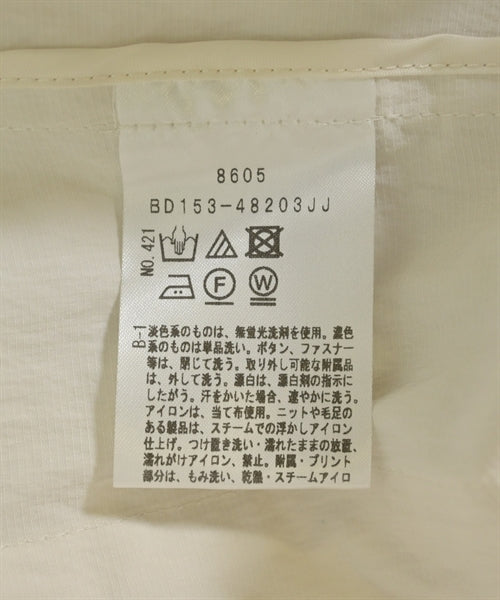 8605
BD153-48203JJ
NO.421
F
W
B-1
淡色系のものは、無蛍光洗剤を使用。濃色
系のものは単品洗い。ボタン、ファスナー
等は、閉じて洗う。取り外し可能な附属品
は、外して洗う。漂白は、漂白剤の指示に
したがう。汗をかいた場合、速やかに洗う。
アイロンは、当て布使用。ニットや毛足の
ある製品は、スチームでの浮かしアイロン
仕上げ。つけ置き洗い・濡れたままの放置、
濡れがけアイロン、禁止。附属・プリント
部分は、もみ洗い、乾燥・スチームアイロ